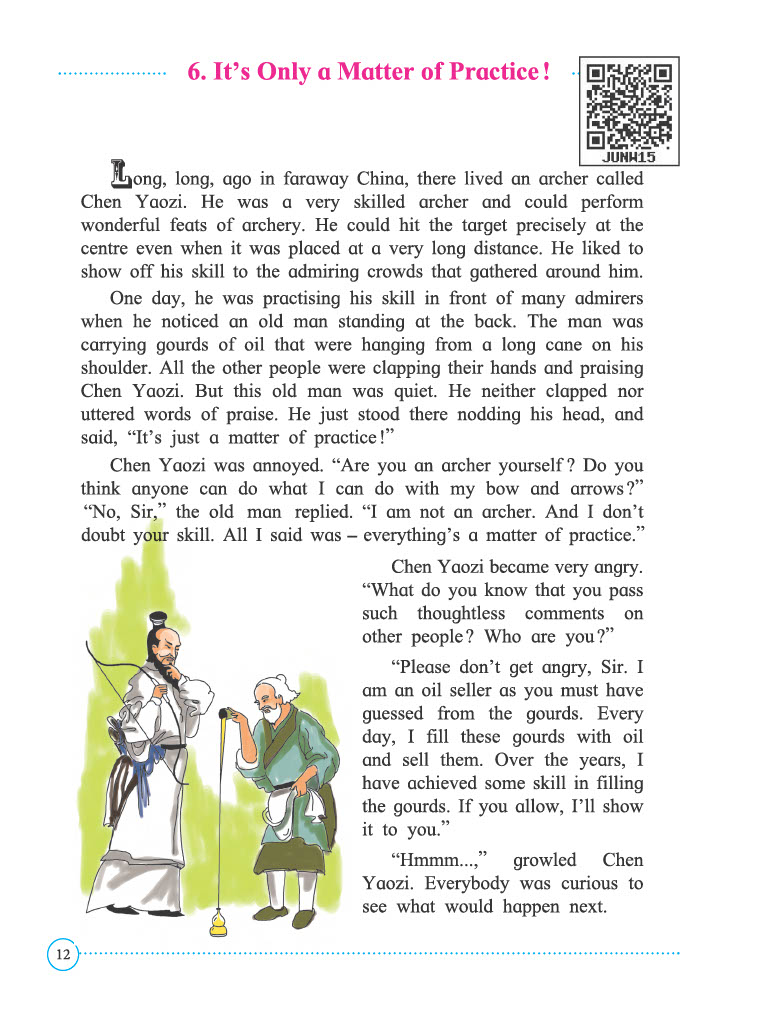 6. It's Only a Matter of Practice!
JUNW15
Long, long, ago in faraway China, there lived an archer called
Chen Yaozi. He was a very skilled archer and could perform
wonderful feats of archery. He could hit the target precisely at the
centre even when it was placed at a very long distance. He liked to
show off his skill to the admiring crowds that gathered around him.
One day, he was practising his skill in front of many admirers
when he noticed an old man standing at the back. The man was
carrying gourds of oil that were hanging from a long cane on his
shoulder. All the other people were clapping their hands and praising
Chen Yaozi. But this old man was quiet. He neither clapped nor
uttered words of praise. He just stood there nodding his head, and
said, “It's just a matter of practice!”
Chen Yaozi was annoyed. “Are you an archer yourself? Do you
think anyone can do what I can do with my bow and arrows?”
“No, Sir,” the old man replied. “I am not an archer. And I don't
doubt your skill. All I said was – everything's a matter of practice.”
Chen Yaozi became very angry.
“What do you know that you pass
such thoughtless comments on
other people? Who are you?”
“Please don't get angry, Sir. I
am an oil seller as you must have
guessed from the gourds. Every
day, I fill these gourds with oil
and sell them. Over the years, I
have achieved some skill in filling
the gourds. If you allow, I'll show
it to you.”
“Hmmm...,” growled Chen
Yaozi. Everybody was curious to
see what would happen next.
12